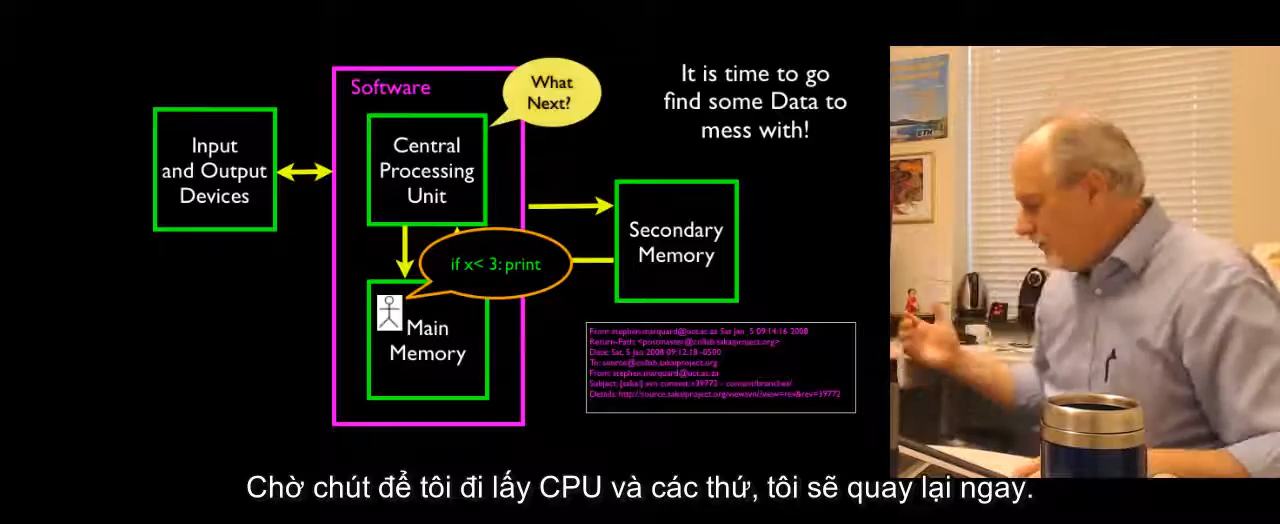 Software
What
Next?
It is time to go
find some Data to
mess with!
Input
and Output
Devices
Central
Processing
Unit
Secondary
Memory
if x< 3: print
Main
Memory
From: stephen.marquard@uct.ac.za Sat Jan 5 09:14:16 2008
Return-Path: <postmaster@collab.sakaiproject.org>
Date: Sat, 5 Jan 2008 09:12:18 -0500
To: source@collab.sakaiproject.org
From: stephen.marquard@uct.ac.za
Subject: [sakai] svn commit: r39772 - content/branches/
Details: http://source.sakaiproject.org/viewsvn/?view=rev&rev=39772
Chờ chút để tôi đi lấy CPU và các thứ, tôi sẽ quay lại ngay.